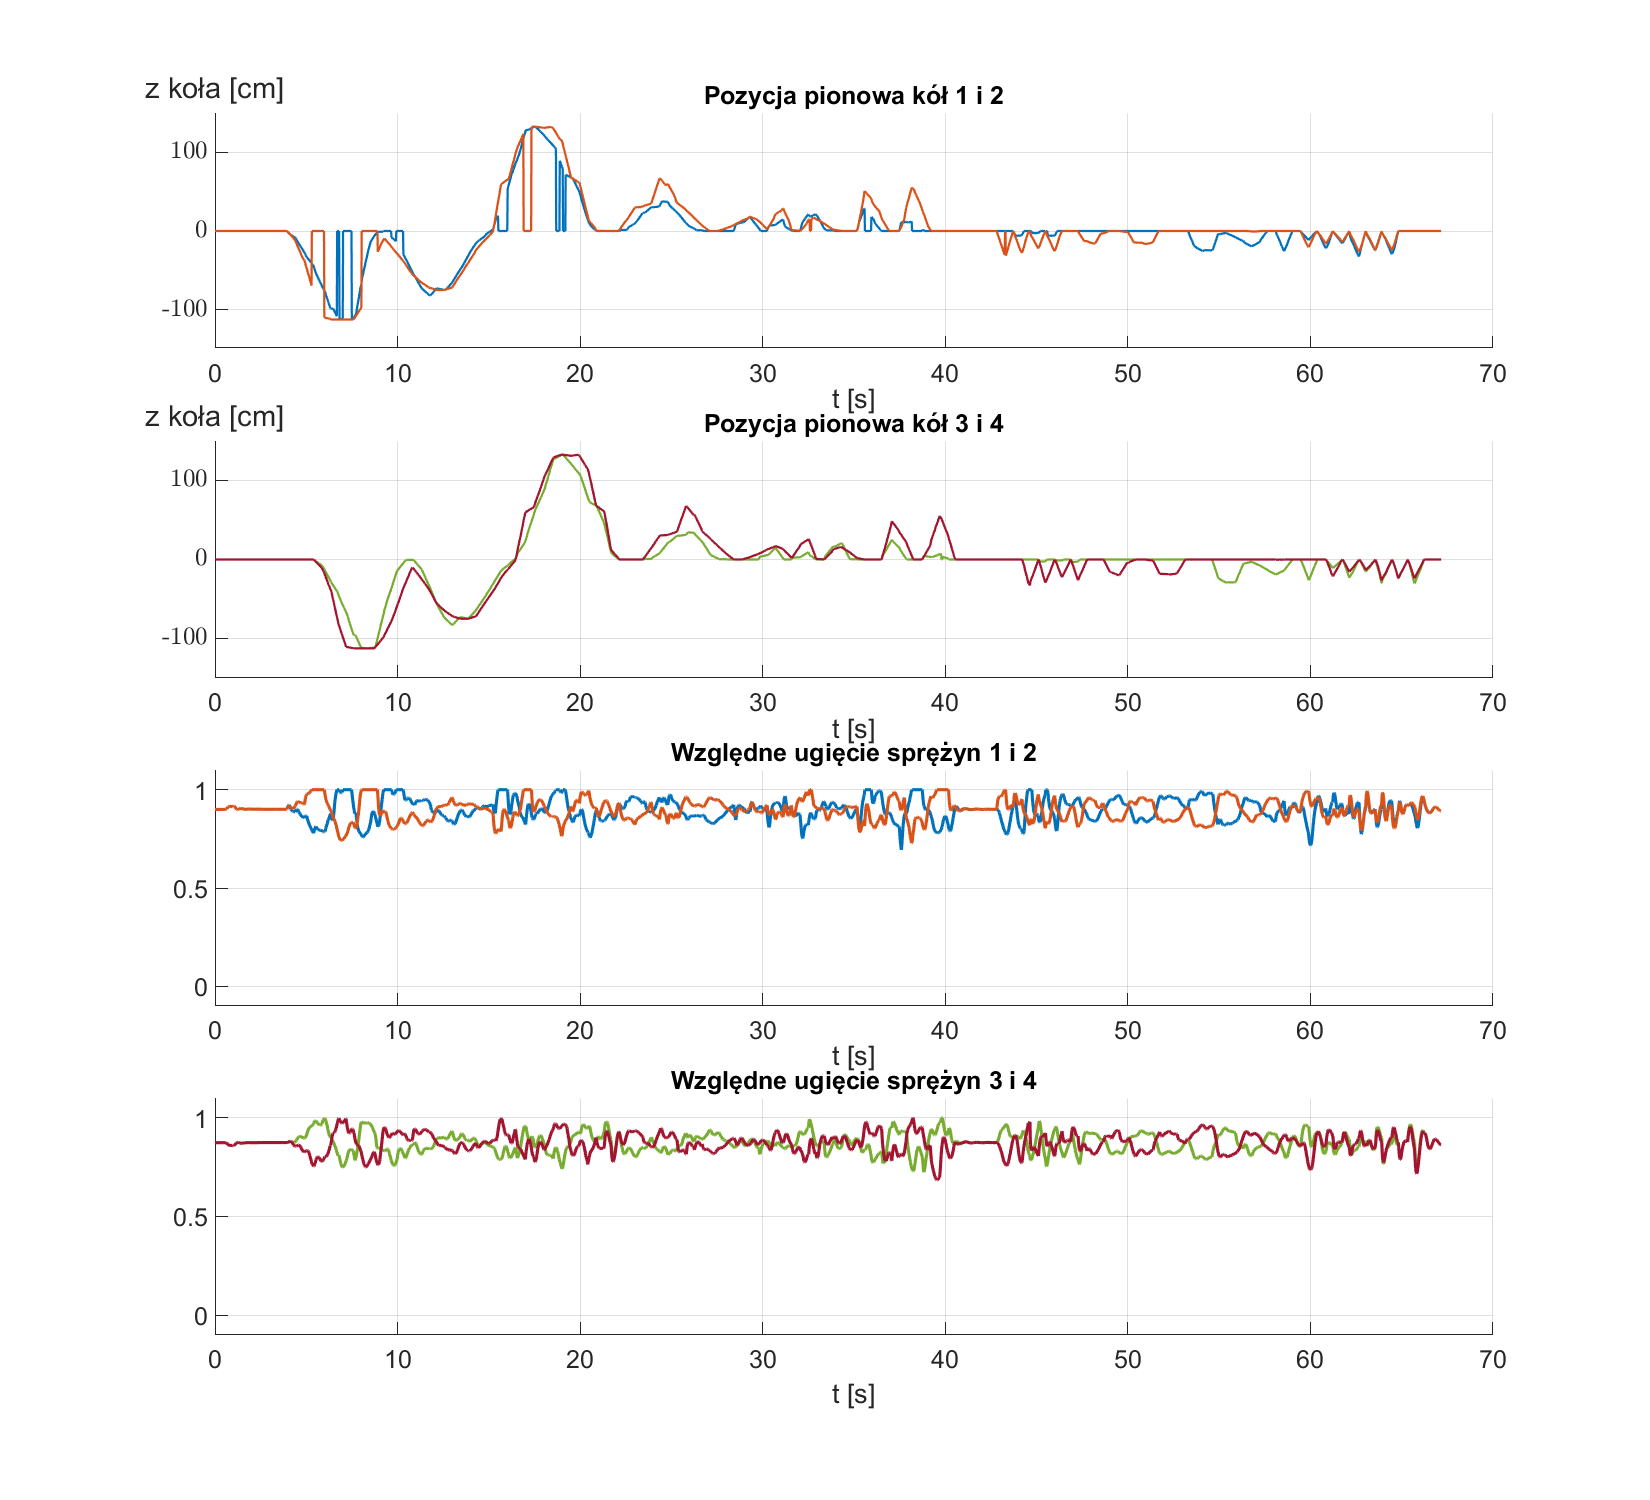 z koła [cm]
Pozycja pionowa kół 1 i 2
100
0
-100
0 10 20 30 40 50 60 70
t [s]
z koła [cm]
Pozycja pionowa kół 3 i 4
100
0
-100
0 10 20 30 40 50 60 70
t [s]
Względne ugięcie sprężyn 1 i 2
1
0.5
0
0 10 20 30 40 50 60 70
t [s]
Względne ugięcie sprężyn 3 i 4
1
0.5
0
0 10 20 30 40 50 60 70
t [s]